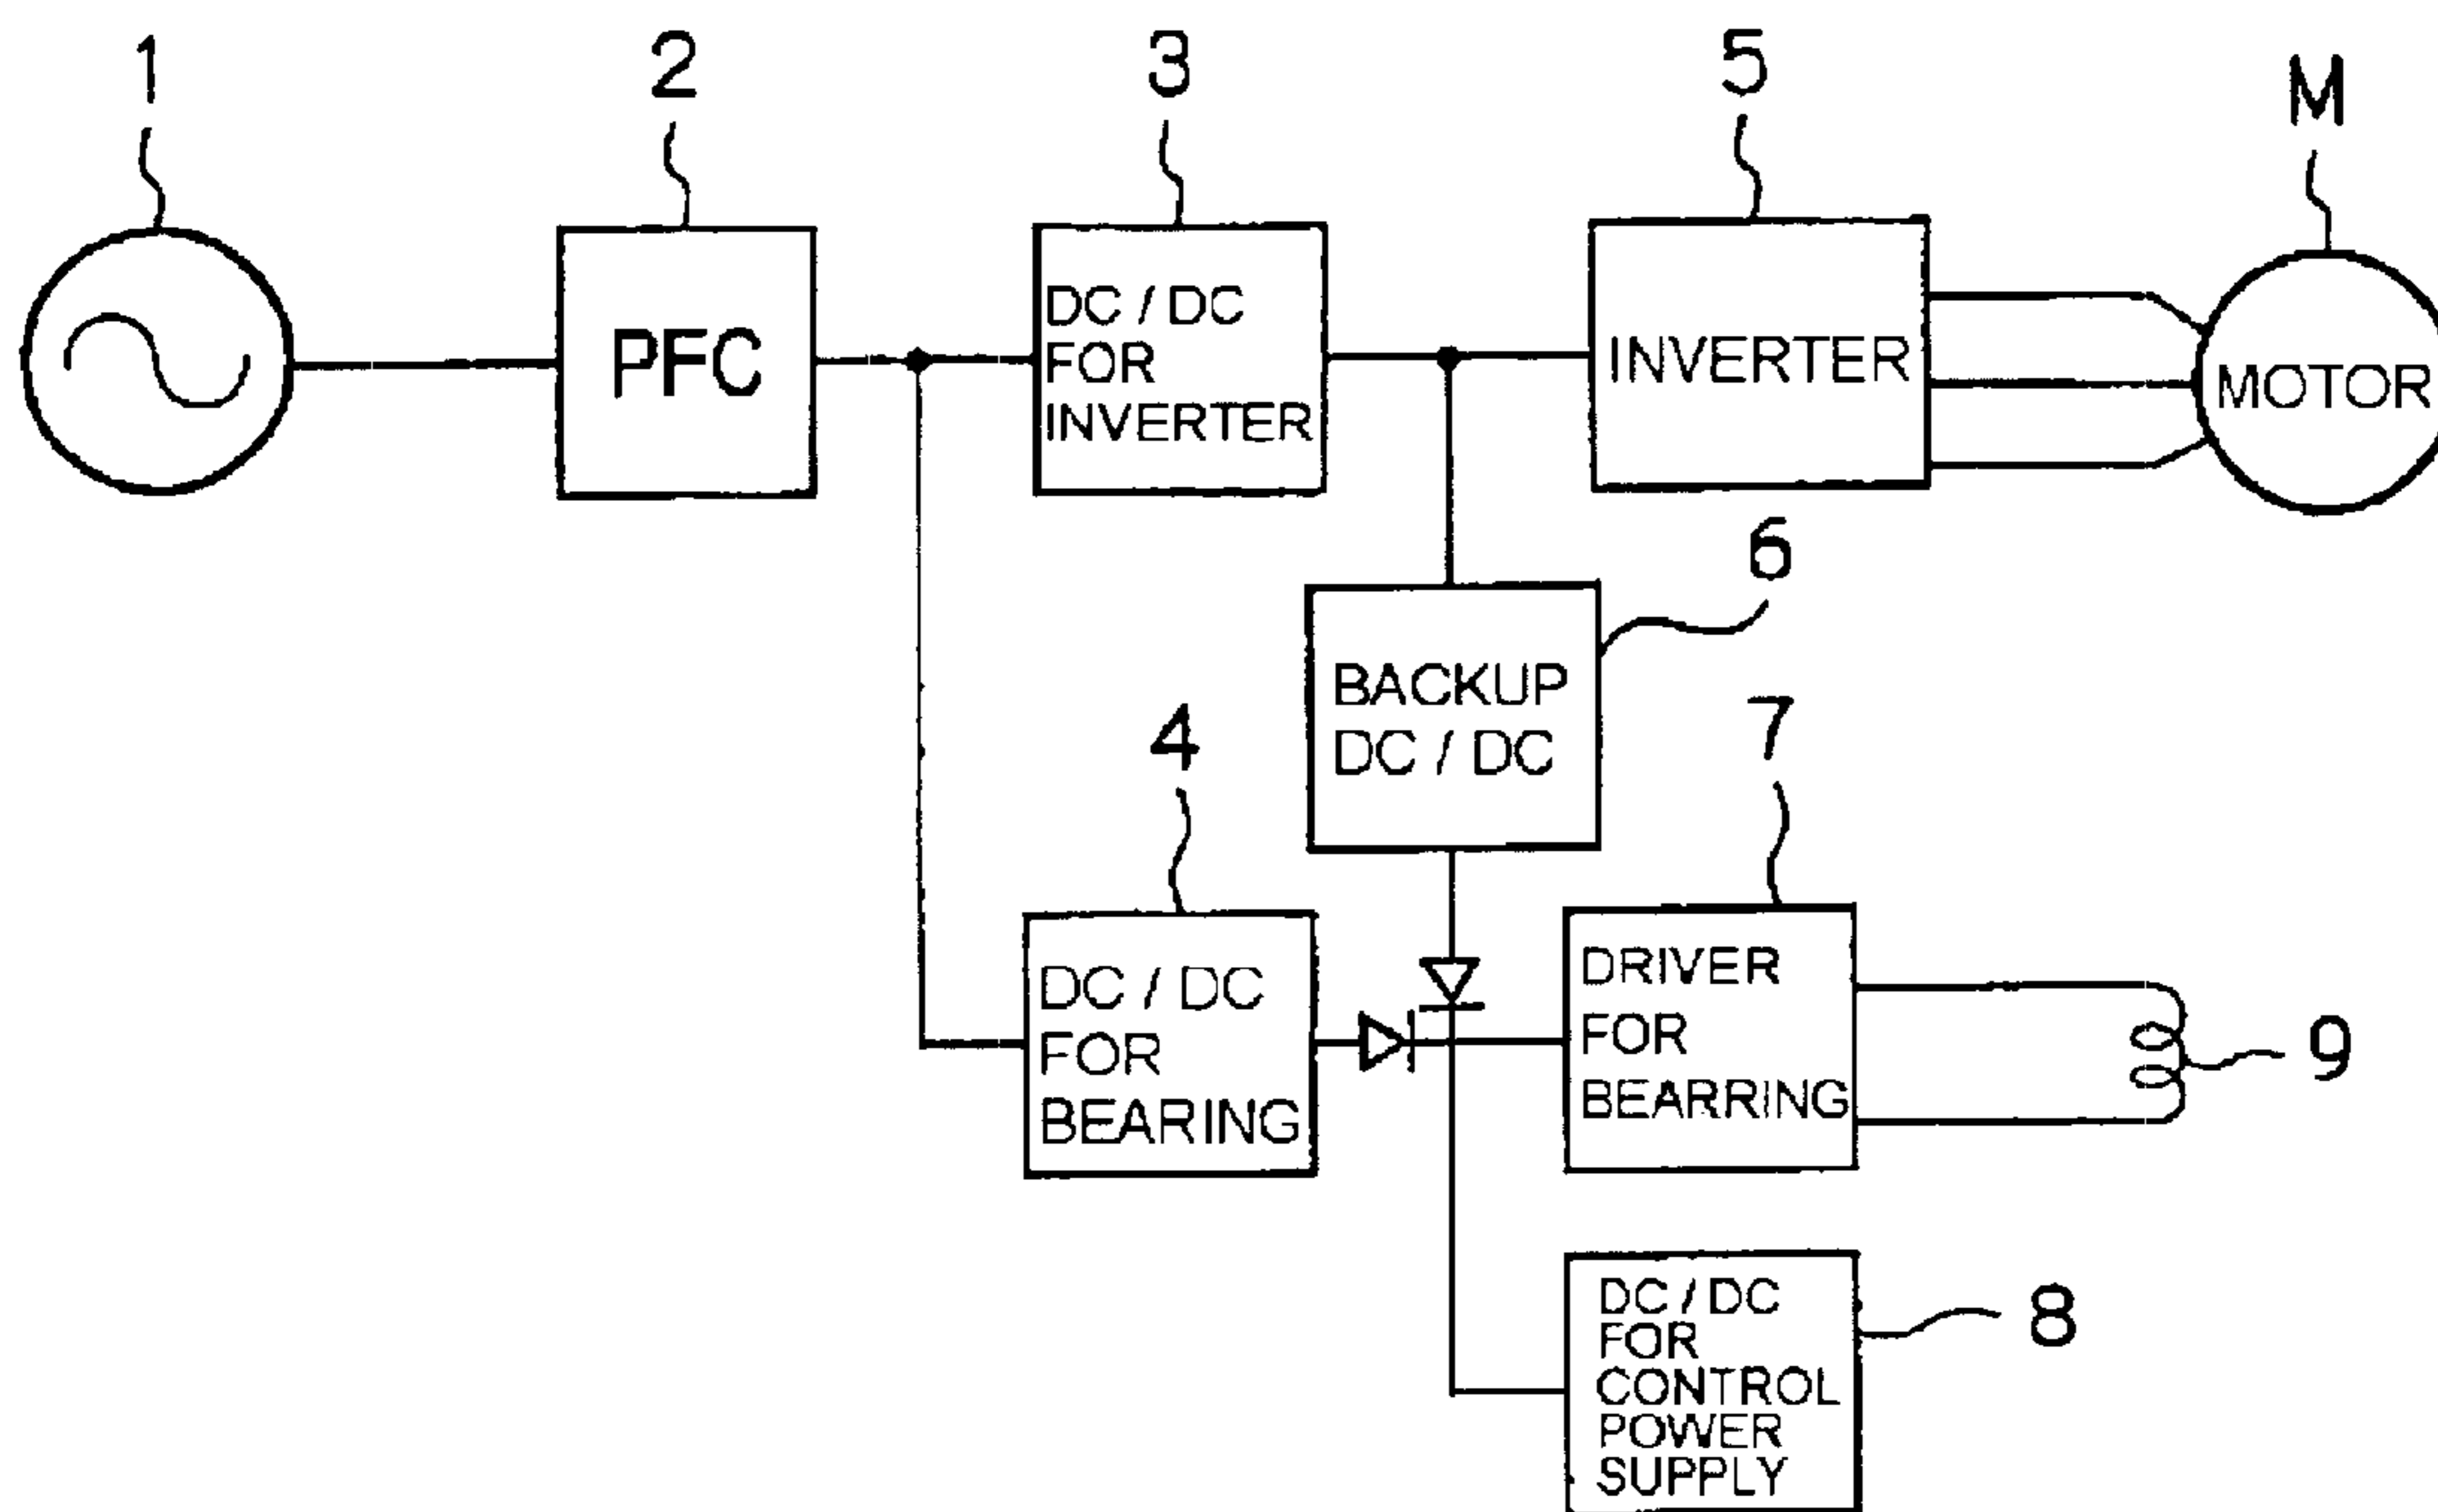 1
2
3
5
M
PFC
DC / DC
FOR
INVERTER
INVERTER
MOTOR
6
BACKUP
DC / DC
4
7
DC / DC
FOR
BEARING
DRIVER
FOR
BEARRING
9
DC / DC
FOR
CONTROL
POWER
SUPPLY
8